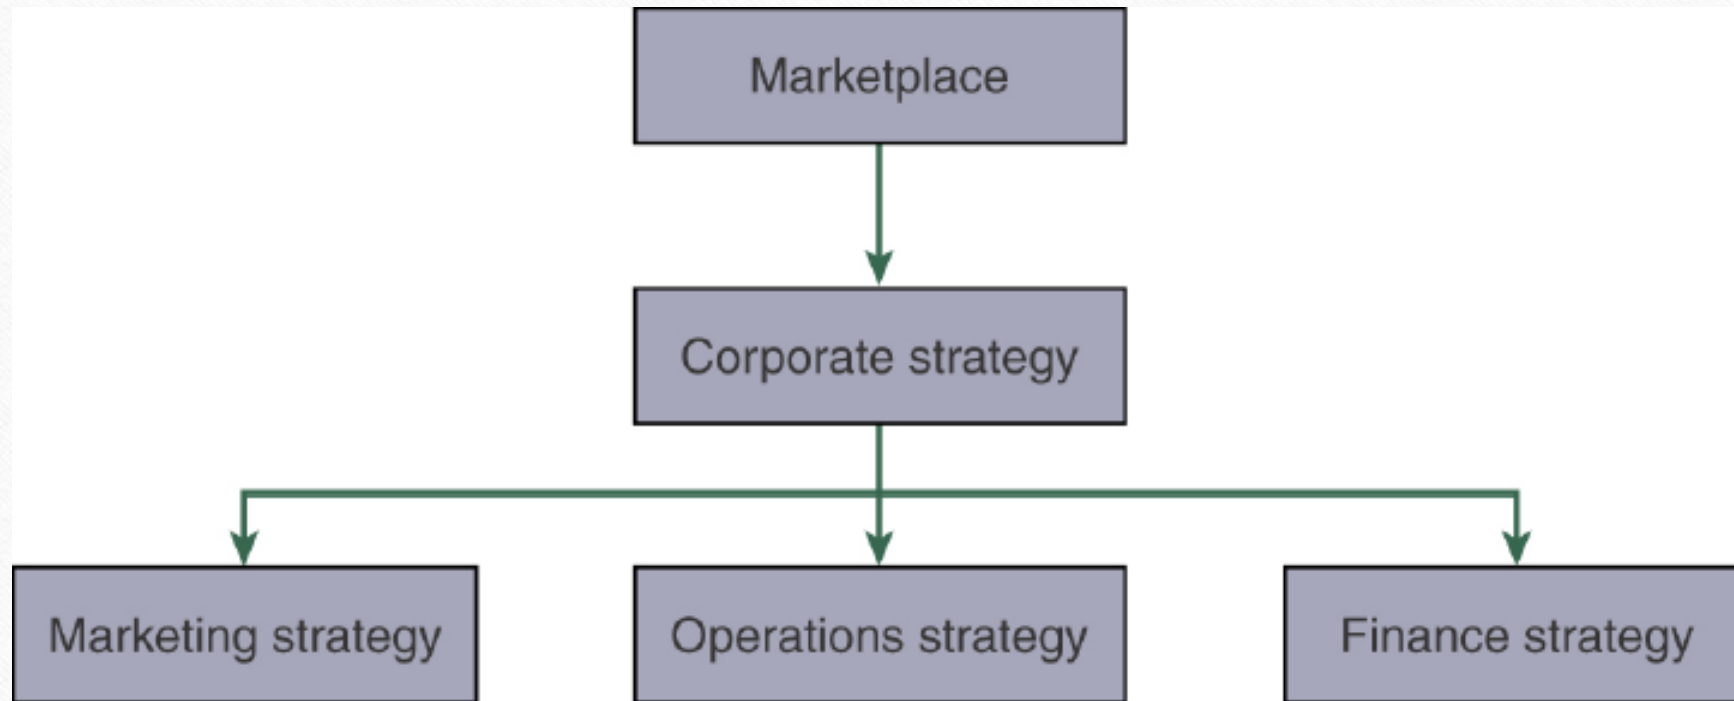 Marketplace
Corporate strategy
Marketing strategy
Operations strategy
Finance strategy